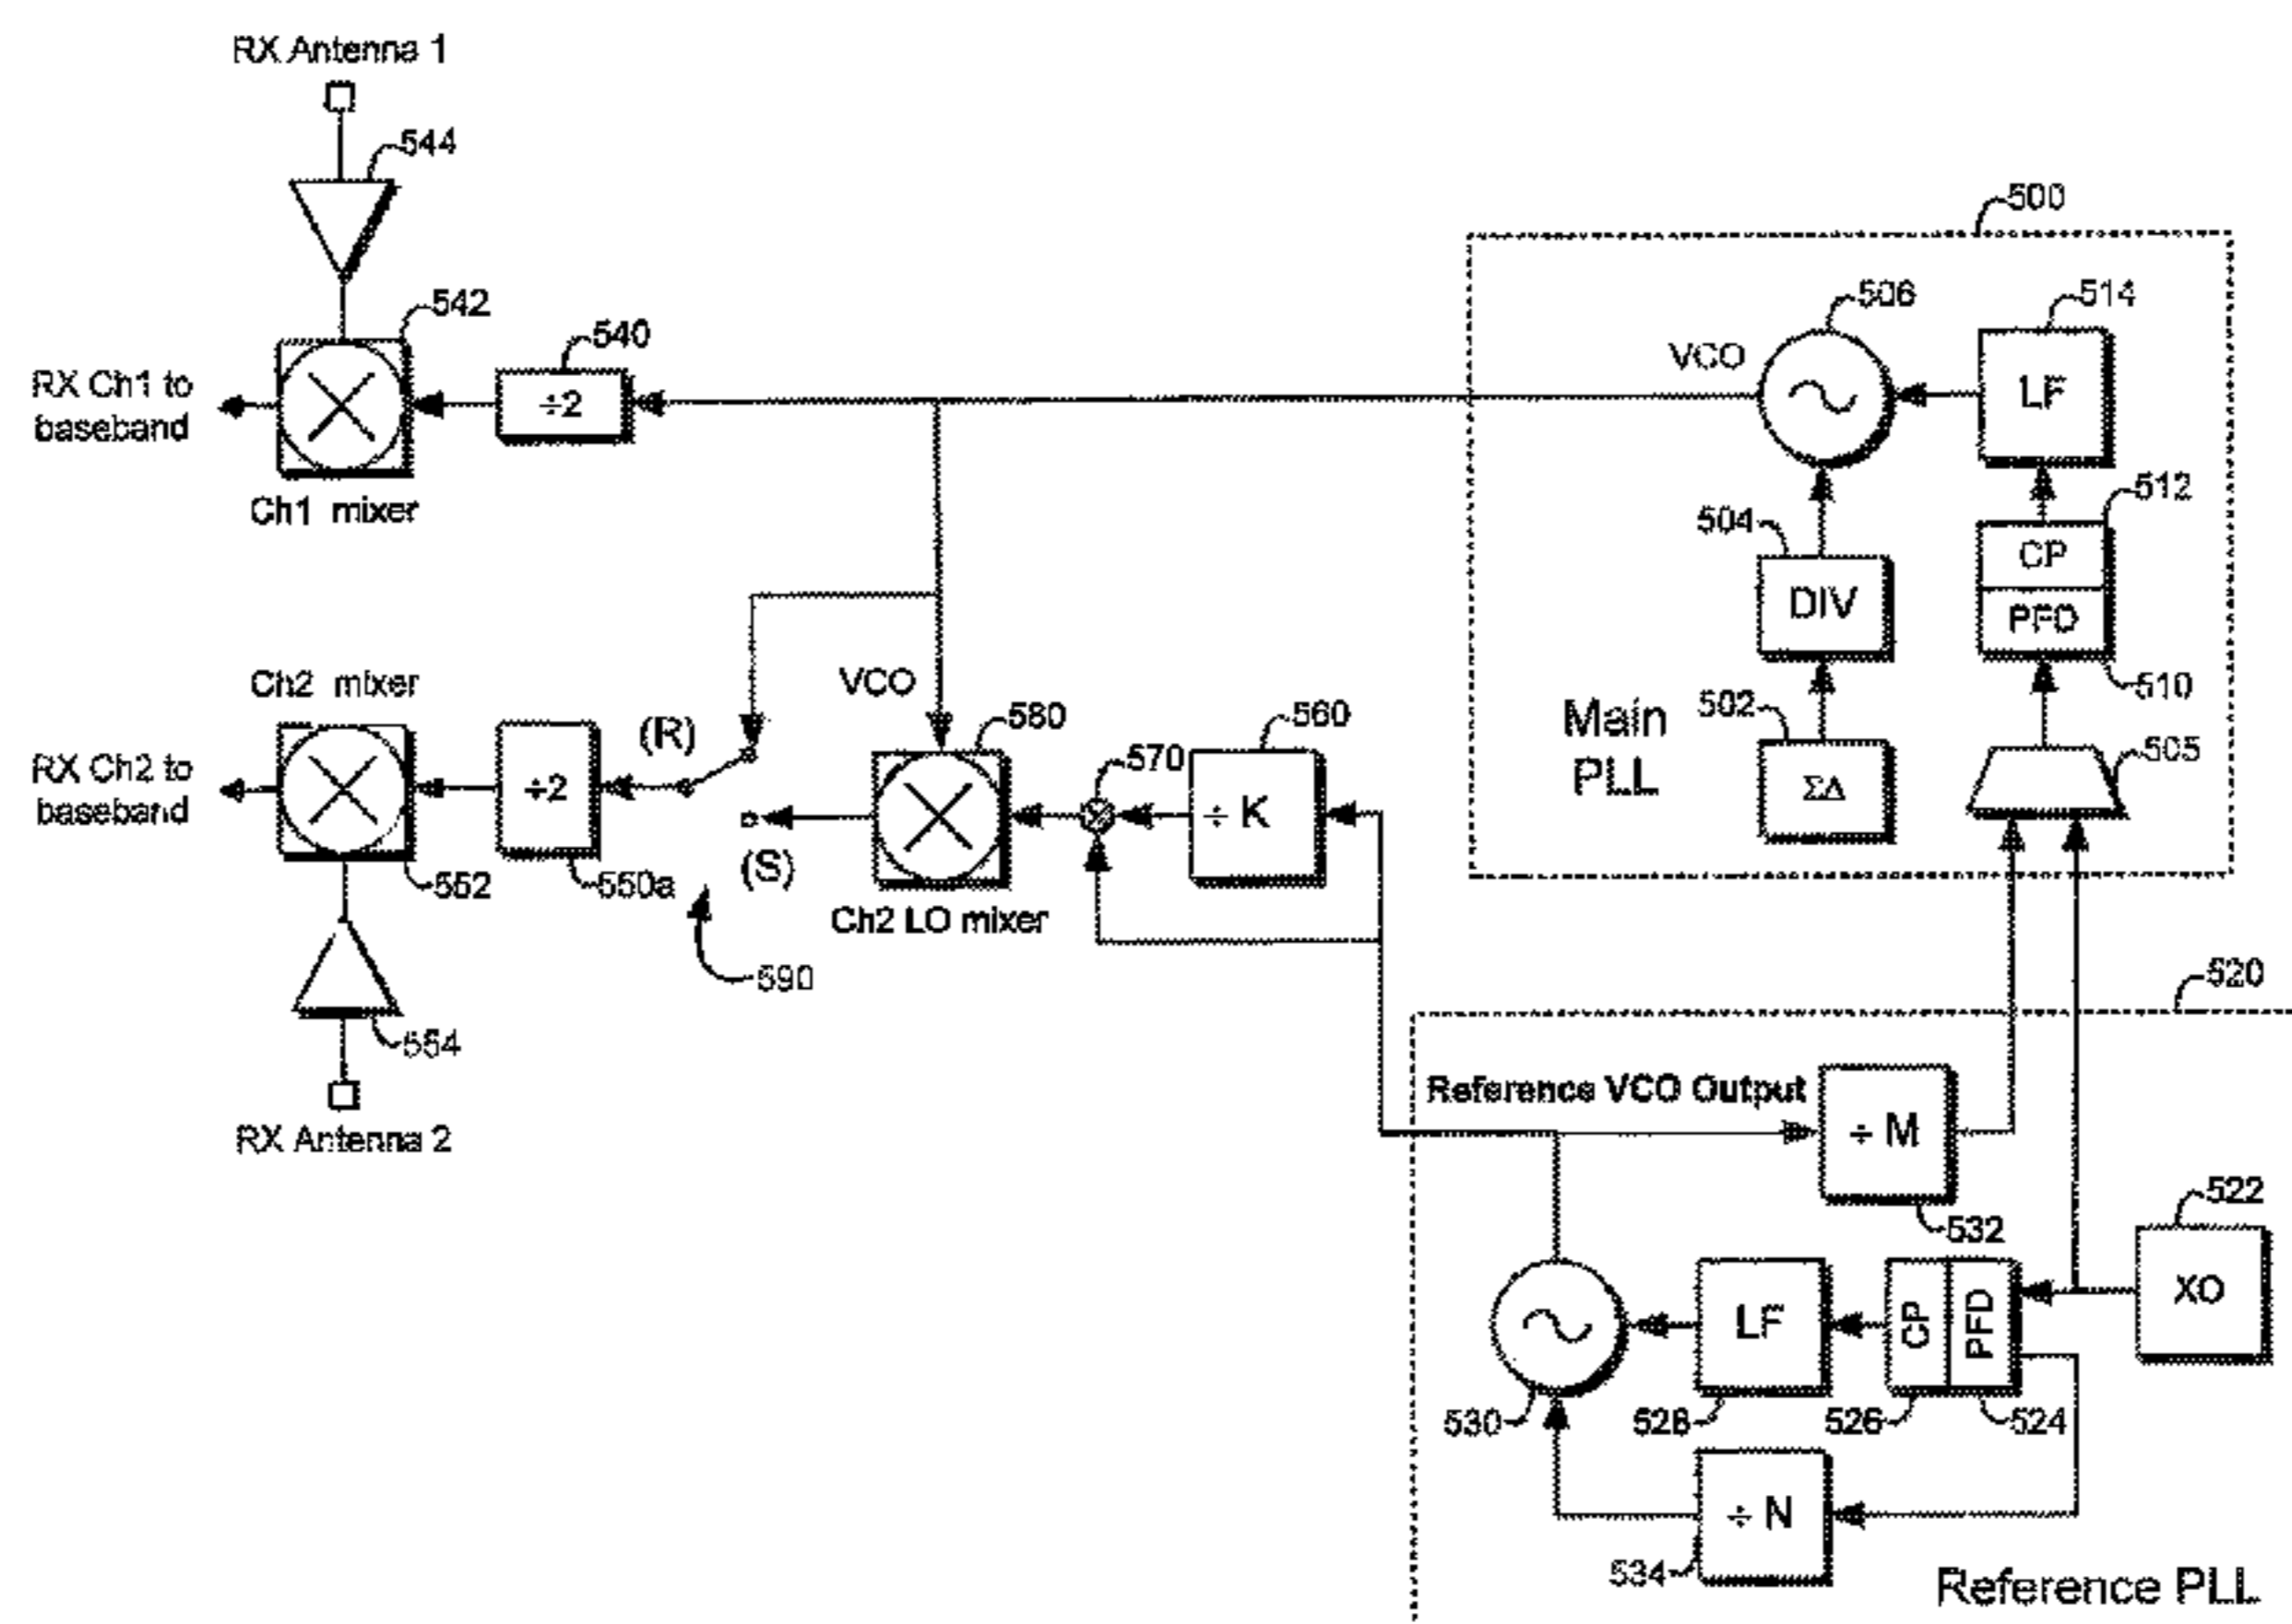 RX Antenna 1
544
500
542
506
514
540
VCO
LF
RX Ch1 to
baseband
÷2
Ch1 mixer
512
504
CP
DIV
PFD
Ch2 mixer
VCO
510
580
560
Main
PLL
502
(R)
570
505
RX Ch2 to
baseband
÷2
÷ K
ΣΔ
(S)
552
550a
Ch2 LO mixer
590
520
554
Reference VCO Output
÷ M
RX Antenna 2
522
532
XO
LF
CP
PFD
530
528
526
524
÷ N
534
Reference PLL